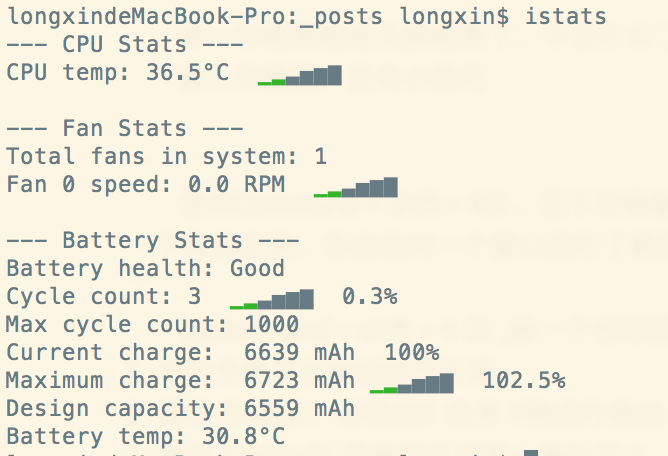 longxindeMacBook-Pro:_posts longxin$ istats
--- CPU Stats ---
CPU temp: 36.5°C
--- Fan Stats ---
Total fans in system: 1
Fan 0 speed: 0.0 RPM
--- Battery Stats ---
Battery health: Good
Cycle count: 3 0.3%
Max cycle count: 1000
Current charge: 6639 mAh 100%
Maximum charge: 6723 mAh 102.5%
Design capacity: 6559 mAh
Battery temp: 30.8°C